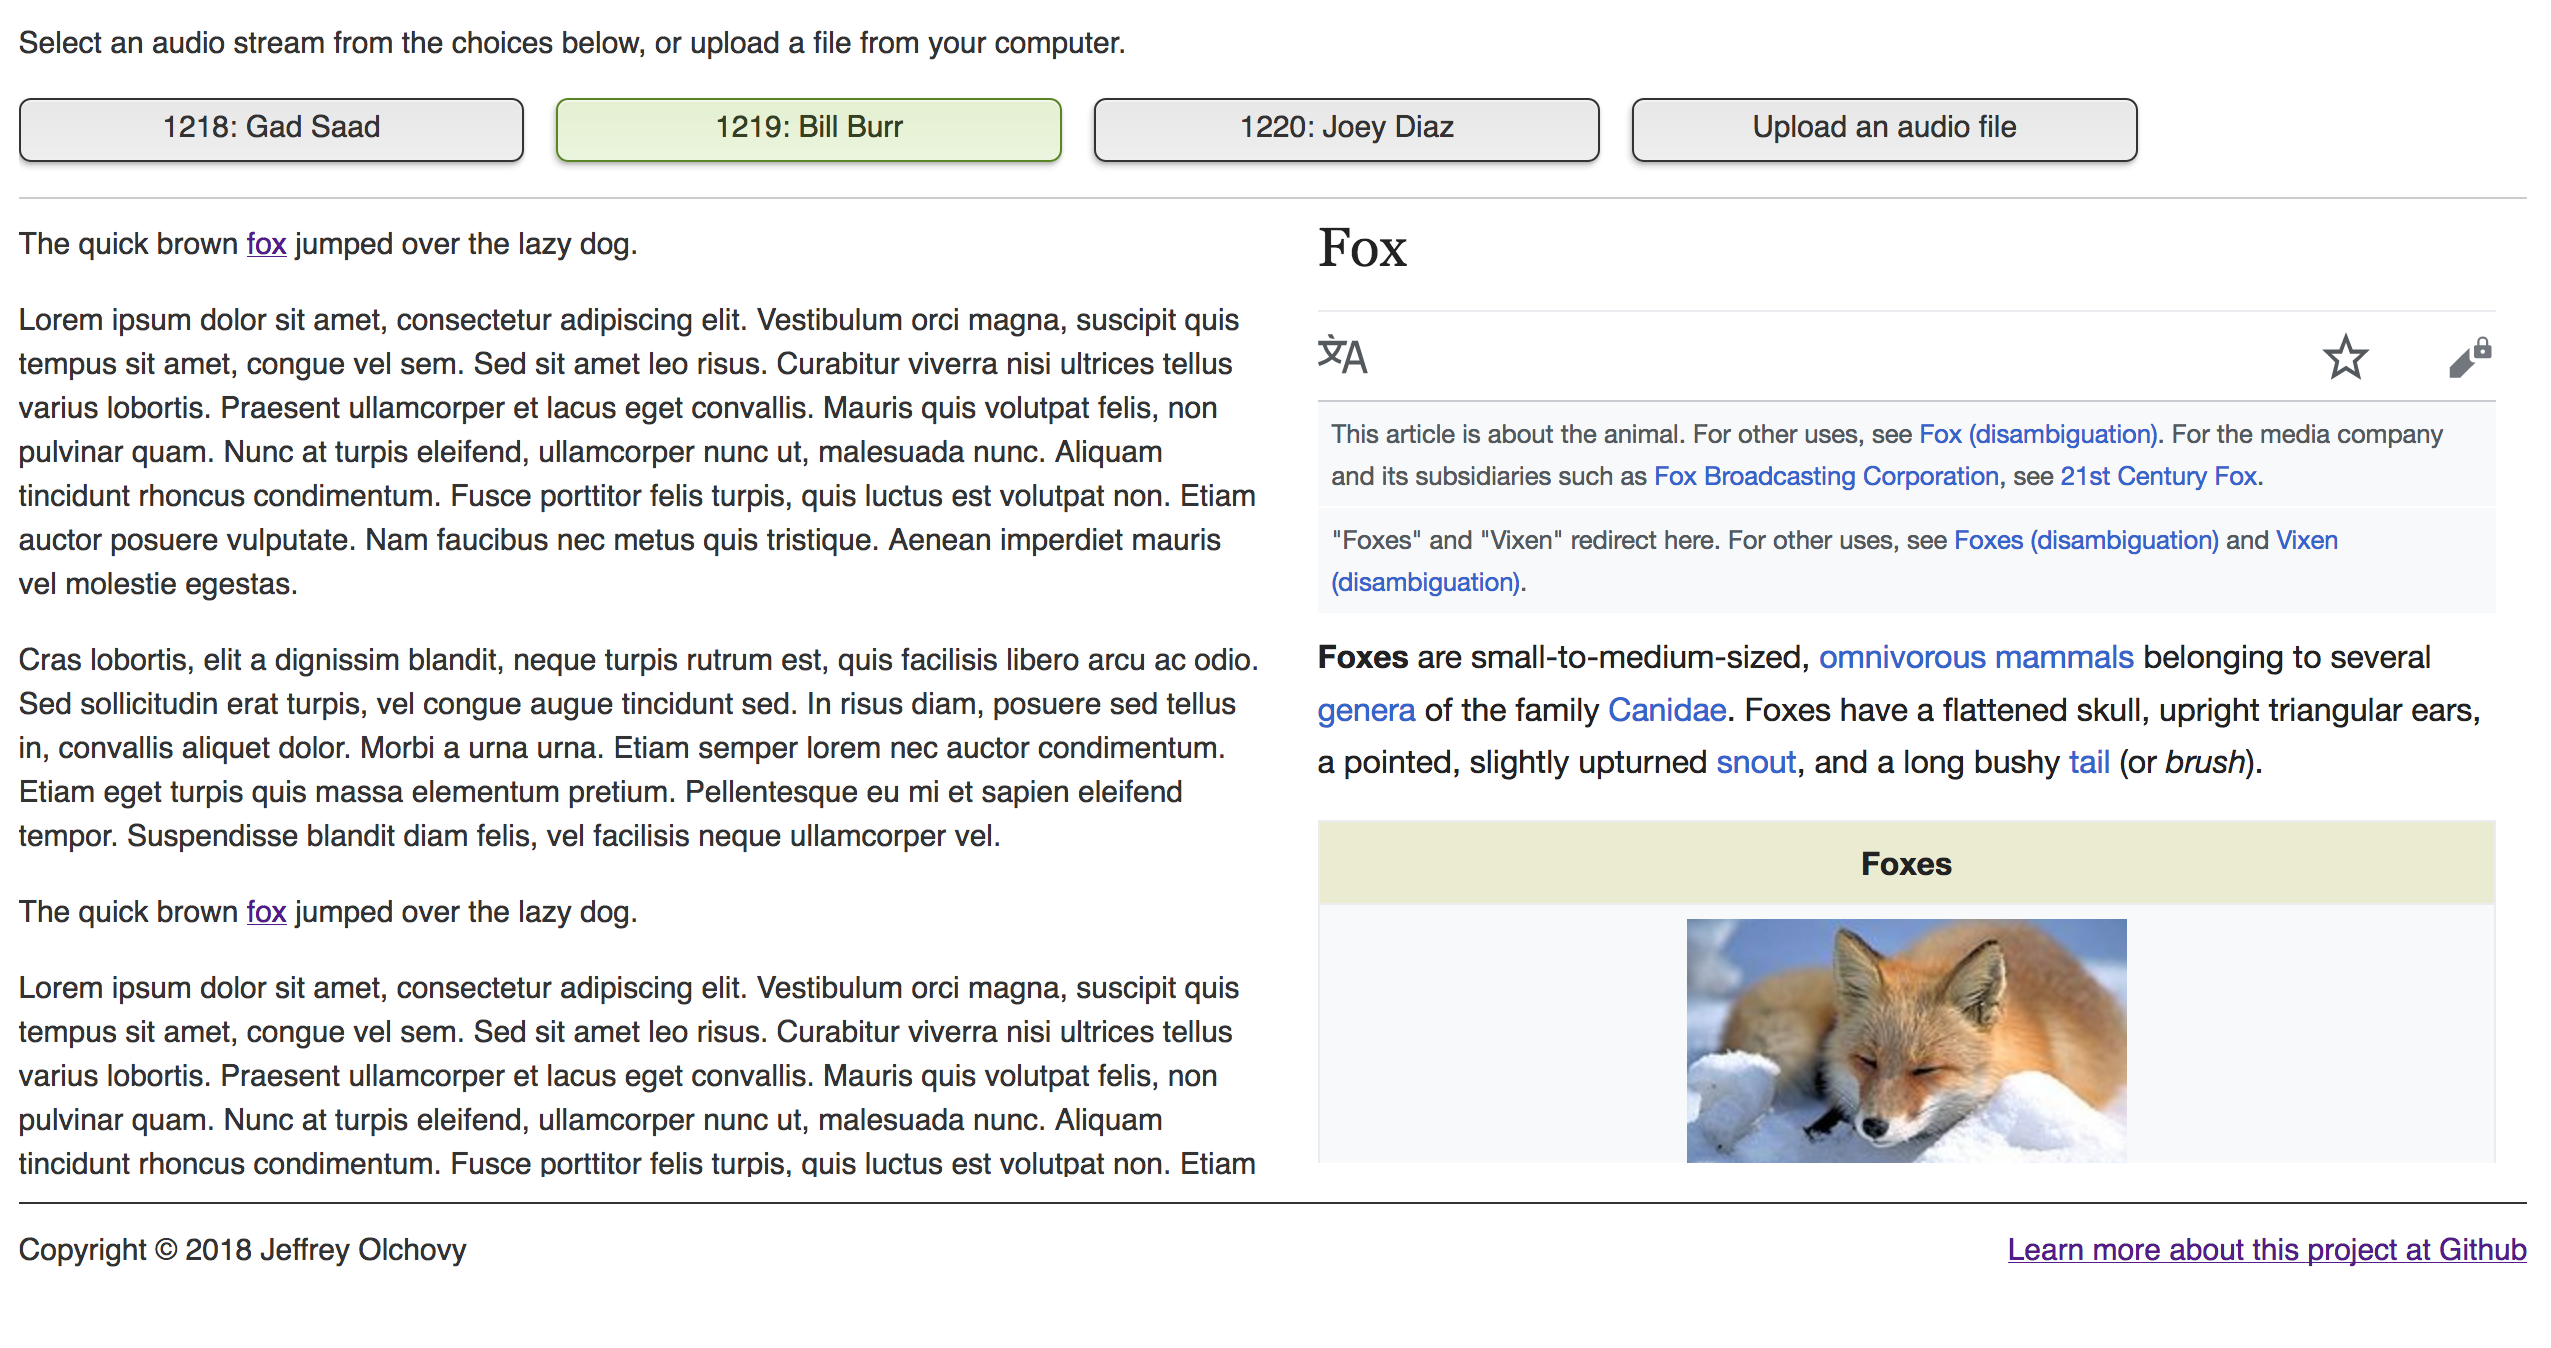 Select an audio stream from the choices below, or upload a file from your computer.
1218: Gad Saad
1219: Bill Burr
1220: Joey Diaz
Upload an audio file
The quick brown fox jumped over the lazy dog.
Lorem ipsum dolor sit amet, consectetur adipiscing elit. Vestibulum orci magna, suscipit quis
tempus sit amet, congue vel sem. Sed sit amet leo risus. Curabitur viverra nisi ultrices tellus
varius lobortis. Praesent ullamcorper et lacus eget convallis. Mauris quis volutpat felis, non
pulvinar quam. Nunc at turpis eleifend, ullamcorper nunc ut, malesuada nunc. Aliquam
tincidunt rhoncus condimentum. Fusce porttitor felis turpis, quis luctus est volutpat non. Etiam
auctor posuere vulputate. Nam faucibus nec metus quis tristique. Aenean imperdiet mauris
vel molestie egestas.
Cras lobortis, elit a dignissim blandit, neque turpis rutrum est, quis facilisis libero arcu ac odio.
Sed sollicitudin erat turpis, vel congue augue tincidunt sed. In risus diam, posuere sed tellus
in, convallis aliquet dolor. Morbi a urna urna. Etiam semper lorem nec auctor condimentum.
Etiam eget turpis quis massa elementum pretium. Pellentesque eu mi et sapien eleifend
tempor. Suspendisse blandit diam felis, vel facilisis neque ullamcorper vel.
The quick brown fox jumped over the lazy dog.
Lorem ipsum dolor sit amet, consectetur adipiscing elit. Vestibulum orci magna, suscipit quis
tempus sit amet, congue vel sem. Sed sit amet leo risus. Curabitur viverra nisi ultrices tellus
varius lobortis. Praesent ullamcorper et lacus eget convallis. Mauris quis volutpat felis, non
pulvinar quam. Nunc at turpis eleifend, ullamcorper nunc ut, malesuada nunc. Aliquam
tincidunt rhoncus condimentum. Fusce porttitor felis turpis, quis luctus est volutpat non. Etiam
Fox
文A
This article is about the animal. For other uses, see Fox (disambiguation). For the media company
and its subsidiaries such as Fox Broadcasting Corporation, see 21st Century Fox.
"Foxes" and "Vixen" redirect here. For other uses, see Foxes (disambiguation) and Vixen
(disambiguation).
Foxes are small-to-medium-sized, omnivorous mammals belonging to several
genera of the family Canidae. Foxes have a flattened skull, upright triangular ears,
a pointed, slightly upturned snout, and a long bushy tail (or brush).
Foxes
Copyright © 2018 Jeffrey Olchovy
Learn more about this project at Github